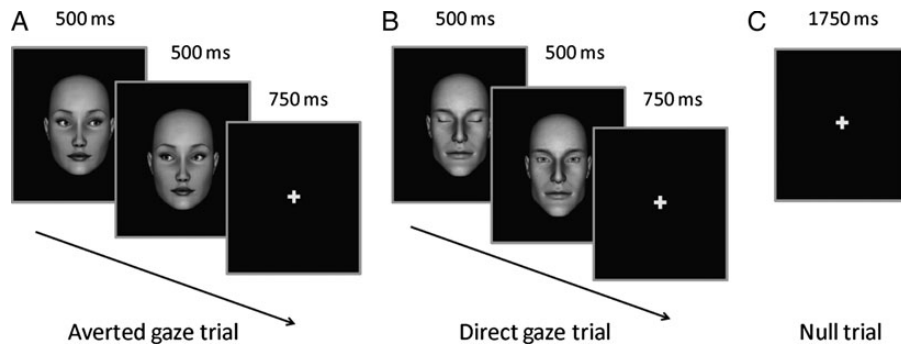 A
500 ms
500 ms
750 ms
Averted gaze trial
B
500 ms
500 ms
750 ms
Direct gaze trial
C
1750 ms
Null trial